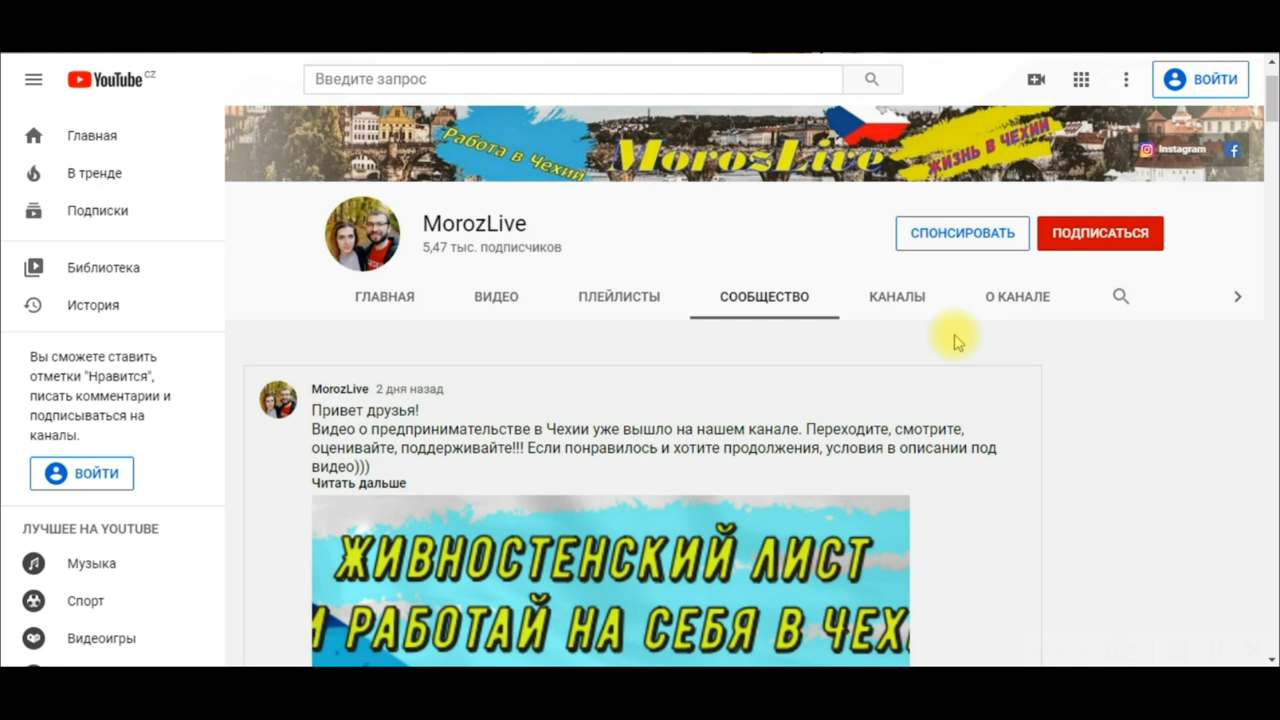 YouTube CZ
Введите запрос
ВОЙТИ
Главная
В тренде
Подписки
Библиотека
История
Вы сможете ставить
отметки "Нравится",
писать комментарии и
подписываться на
каналы.
ВОЙТИ
ЛУЧШЕЕ НА YOUTUBE
Музыка
Спорт
Видеоигры
Работа в Чехии
MorozLive
жизнь в чехии
Instagram
MorozLive
5,47 тыс. подписчиков
СПОНСИРОВАТЬ
ПОДПИСАТЬСЯ
ГЛАВНАЯ
ВИДЕО
ПЛЕЙЛИСТЫ
СООБЩЕСТВО
КАНАЛЫ
О КАНАЛЕ
MorozLive 2 дня назад
Привет друзья!
Видео о предпринимательстве в Чехии уже вышло на нашем канале. Переходите, смотрите,
оценивайте, поддерживайте!!! Если понравилось и хотите продолжения, условия в описании под
видео)))
Читать дальше
ЖИВНОСТЕНСКИЙ ЛИСТ
И РАБОТАЙ НА СЕБЯ В ЧЕХ